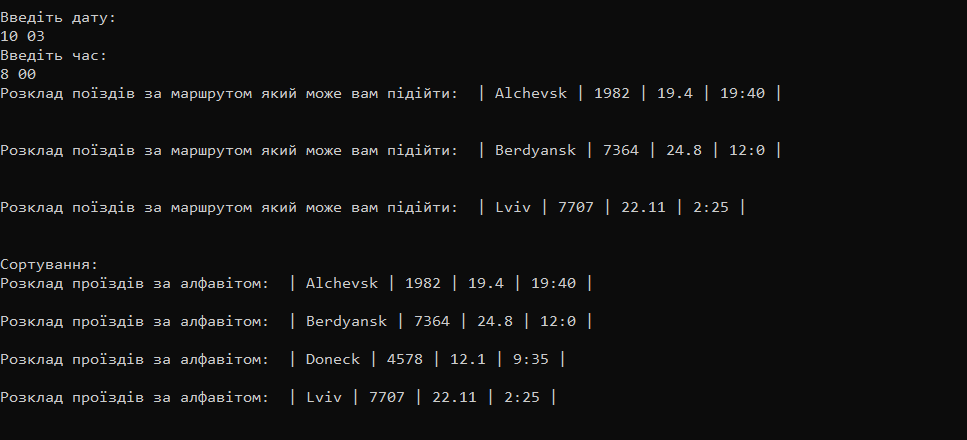 Введіть дату:
10 03
Введіть час:
8 00
Розклад поїздів за маршрутом який може вам підійти:  | Alchevsk | 1982 | 19.4 | 19:40 |
Розклад поїздів за маршрутом який може вам підійти:  | Berdyansk | 7364 | 24.8 | 12:0 |
Розклад поїздів за маршрутом який може вам підійти:  | Lviv | 7707 | 22.11 | 2:25 |
Сортування:
Розклад проїздів за алфавітом:  | Alchevsk | 1982 | 19.4 | 19:40 |
Розклад проїздів за алфавітом:  | Berdyansk | 7364 | 24.8 | 12:0 |
Розклад проїздів за алфавітом:  | Doneck | 4578 | 12.1 | 9:35 |
Розклад проїздів за алфавітом:  | Lviv | 7707 | 22.11 | 2:25 |